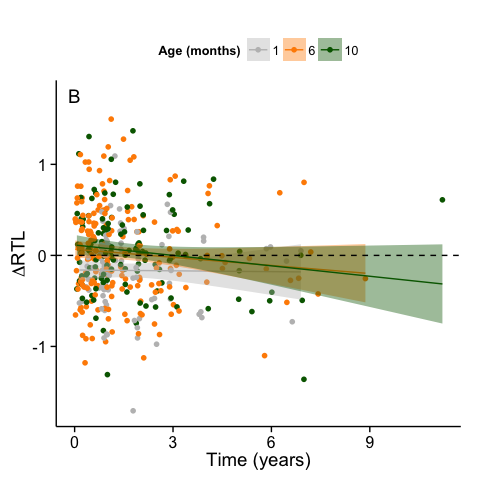 Age (months) 1 6 10
B
1
0
-1
ΔRTL
0 3 6 9
Time (years)